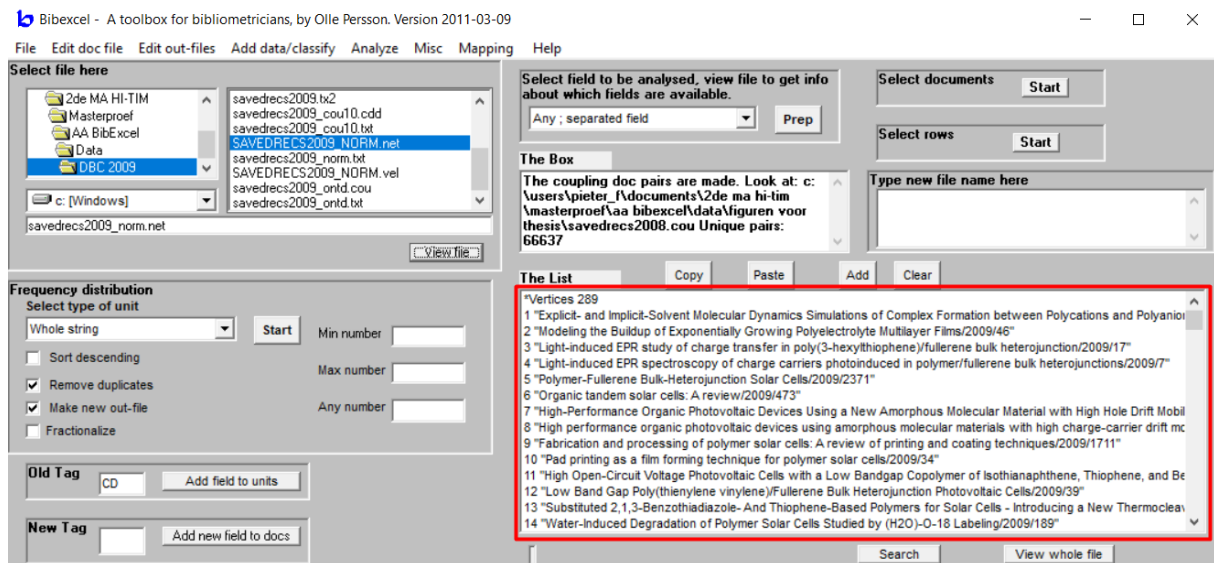 Bibexcel - A toolbox for bibliometricians, by Olle Persson. Version 2011-03-09
File Edit doc file Edit out-files Add data/classify Analyze Misc Mapping Help
Select file here
2de MA HI-TIM
Masterproef
AA BibExcel
Data
DBC 2009
c: [Windows]
savedrecs2009.tx2
savedrecs2009_cou10.cdd
savedrecs2009_cou10.txt
SAVEDRECS2009_NORM.net
savedrecs2009_norm.txt
SAVEDRECS2009_NORM.vel
savedrecs2009_ontd.cou
savedrecs2009_ontd.txt
savedrecs2009_norm.net
View file
Frequency distribution
Select type of unit
Whole string
Start
Sort descending
Remove duplicates
Make new out-file
Fractionalize
Min number
Max number
Any number
Old Tag
CD
Add field to units
New Tag
Add new field to docs
Select field to be analysed, view file to get info
about which fields are available.
Any ; separated field
Prep
Select documents
Start
Select rows
Start
The Box
The coupling doc pairs are made. Look at: c:
\users\pieter_f\documents\2de ma hi-tim
\masterproef\aa bibexcel\data\figuren voor
thesis\savedrecs2008.cou Unique pairs:
66637
Type new file name here
The List
Copy
Paste
Add
Clear
*Vertices 289
1 "Explicit- and Implicit-Solvent Molecular Dynamics Simulations of Complex Formation between Polycations and Polyanior
2 "Modeling the Buildup of Exponentially Growing Polyelectrolyte Multilayer Films/2009/46"
3 "Light-induced EPR study of charge transfer in poly(3-hexylthiophene)/fullerene bulk heterojunction/2009/17"
4 "Light-induced EPR spectroscopy of charge carriers photoinduced in polymer/fullerene bulk heterojunctions/2009/7"
5 "Polymer-Fullerene Bulk-Heterojunction Solar Cells/2009/2371"
6 "Organic tandem solar cells: A review/2009/473"
7 "High-Performance Organic Photovoltaic Devices Using a New Amorphous Molecular Material with High Hole Drift Mobil
8 "High performance organic photovoltaic devices using amorphous molecular materials with high charge-carrier drift mc
9 "Fabrication and processing of polymer solar cells: A review of printing and coating techniques/2009/1711"
10 "Pad printing as a film forming technique for polymer solar cells/2009/34"
11 "High Open-Circuit Voltage Photovoltaic Cells with a Low Bandgap Copolymer of Isothianaphthene, Thiophene, and Be
12 "Low Band Gap Poly(thienylene vinylene)/Fullerene Bulk Heterojunction Photovoltaic Cells/2009/39"
13 "Substituted 2,1,3-Benzothiadiazole- And Thiophene-Based Polymers for Solar Cells - Introducing a New Thermocleav
14 "Water-Induced Degradation of Polymer Solar Cells Studied by (H2O)-O-18 Labeling/2009/189"
Search
View whole file